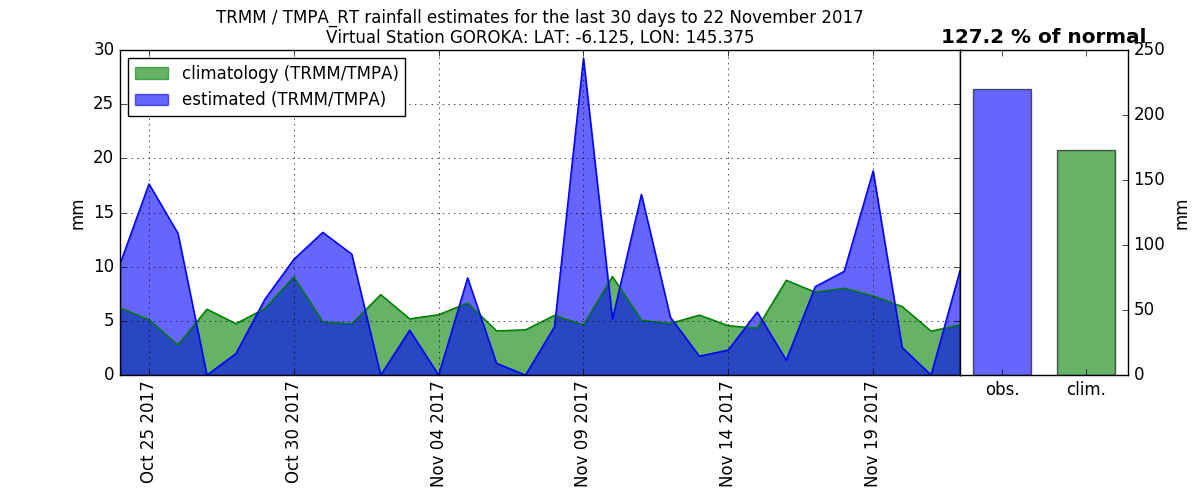 TRMM / TMPA_RT rainfall estimates for the last 30 days to 22 November 2017
Virtual Station GOROKA: LAT: -6.125, LON: 145.375
127.2 % of normal
climatology (TRMM/TMPA)
estimated (TRMM/TMPA)
30
25
20
15
10
5
0
mm
Oct 25 2017
Oct 30 2017
Nov 04 2017
Nov 09 2017
Nov 14 2017
Nov 19 2017
obs.
clim.
250
200
150
100
50
0
mm